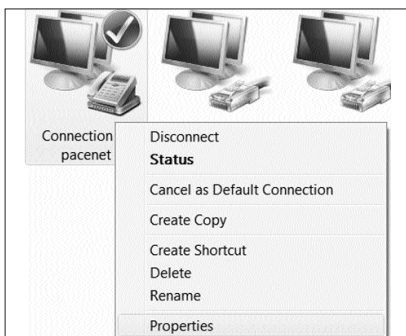 Connection
pacenet
Disconnect
Status
Cancel as Default Connection
Create Copy
Create Shortcut
Delete
Rename
Properties